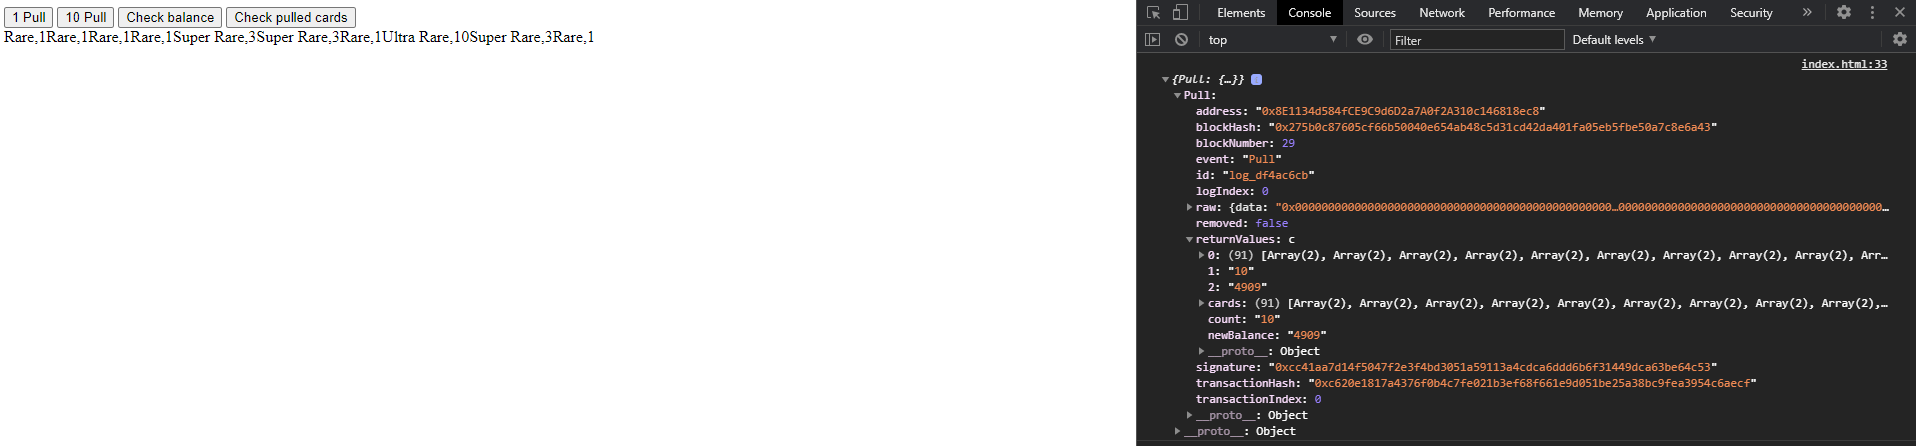 1 Pull 10 Pull Check balance Check pulled cards
Rare,1Rare,1Rare,1Rare,1Super Rare,3Super Rare,3Rare,1Ultra Rare,10Super Rare,3Rare,1
Elements Console Sources Network Performance Memory Application Security »
top Filter Default levels
index.html:33
{Pull: {…}} i
Pull:
address: "0x8E1134d584fCE9C9d6D2a7A0f2A310c146818ec8"
blockHash: "0x275b0c87605cf66b50040e654ab48c5d31cd42da401fa05eb5fbe50a7c8e6a43"
blockNumber: 29
event: "Pull"
id: "log_df4ac6cb"
logIndex: 0
raw: {data: "0x000000000000000000000000000000000000000000000000…0000000000000000000000000000000000000000…
removed: false
returnValues: c
0: (91) [Array(2), Array(2), Array(2), Array(2), Array(2), Array(2), Array(2), Array(2), Array(2), Arr…
1: "10"
2: "4909"
cards: (91) [Array(2), Array(2), Array(2), Array(2), Array(2), Array(2), Array(2), Array(2), Array(2),…
count: "10"
newBalance: "4909"
__proto__: Object
signature: "0xcc41aa7d14f5047f2e3f4bd3051a59113a4cdca6ddd6b6f31449dca63be64c53"
transactionHash: "0xc620e1817a4376f0b4c7fe021b3ef68f661e9d051be25a38bc9fea3954c6aecf"
transactionIndex: 0
__proto__: Object
__proto__: Object